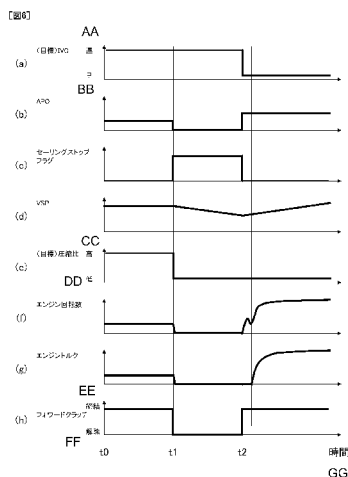 [図6]
AA
(a) (目標)IVO 進
BB
(b) APO
(c) セーリングストップ
フラグ
(d) VSP
CC
(e) (目標)圧縮比 高
DD 低
(f) エンジン回転数
(g) エンジントルク
EE
締結
(h) フォワードクラッチ
解放
FF
t0 t1 t2 時間
GG